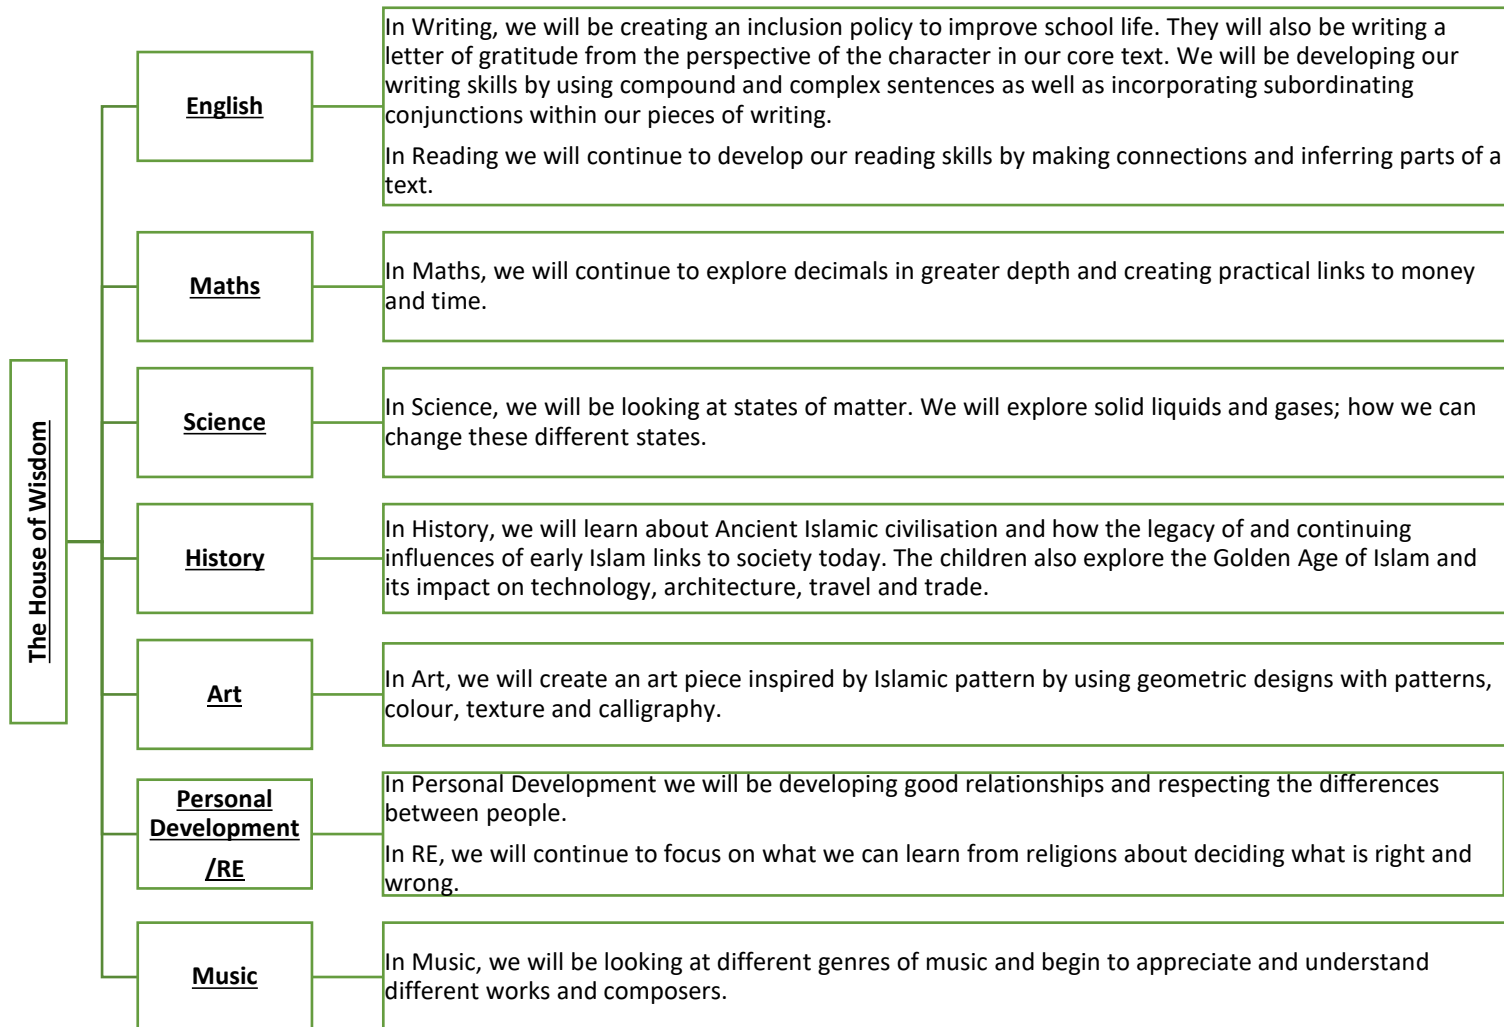 The House of Wisdom
English
In Writing, we will be creating an inclusion policy to improve school life. They will also be writing a
letter of gratitude from the perspective of the character in our core text. We will be developing our
writing skills by using compound and complex sentences as well as incorporating subordinating
conjunctions within our pieces of writing.
In Reading we will continue to develop our reading skills by making connections and inferring parts of a
text.
Maths
In Maths, we will continue to explore decimals in greater depth and creating practical links to money
and time.
Science
In Science, we will be looking at states of matter. We will explore solid liquids and gases; how we can
change these different states.
History
In History, we will learn about Ancient Islamic civilisation and how the legacy of and continuing
influences of early Islam links to society today. The children also explore the Golden Age of Islam and
its impact on technology, architecture, travel and trade.
Art
In Art, we will create an art piece inspired by Islamic pattern by using geometric designs with patterns,
colour, texture and calligraphy.
Personal
Development
/RE
In Personal Development we will be developing good relationships and respecting the differences
between people.
In RE, we will continue to focus on what we can learn from religions about deciding what is right and
wrong.
Music
In Music, we will be looking at different genres of music and begin to appreciate and understand
different works and composers.